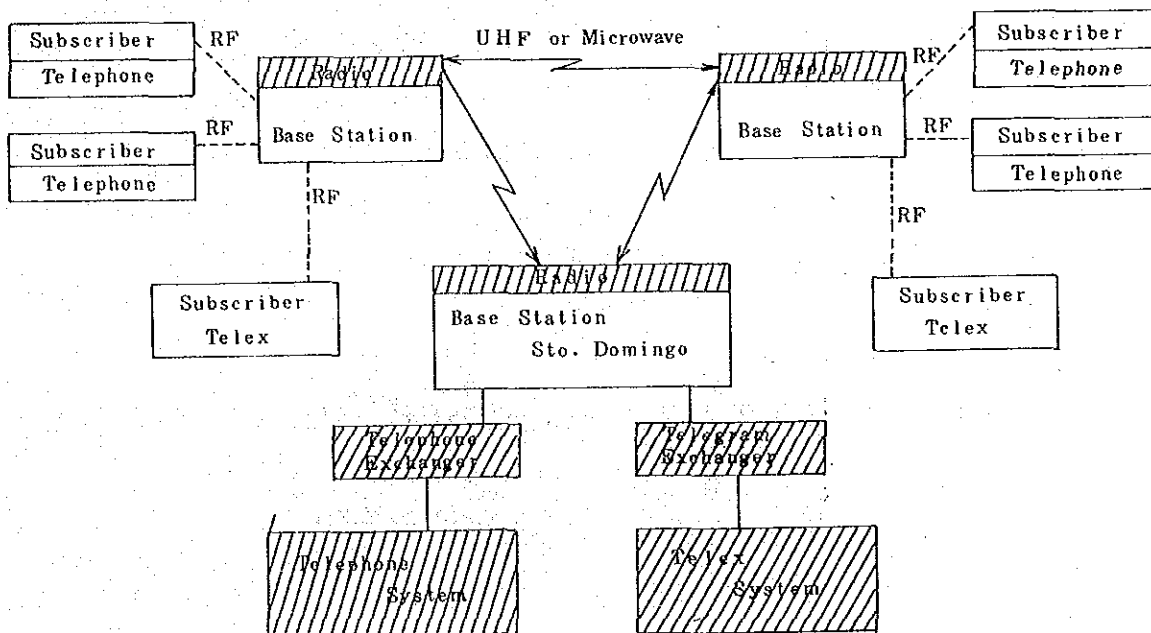 Subscriber
Telephone
RF
Subscriber
Telephone
RF
Radio
Base Station
RF
Subscriber
Telex
UHF or Microwave
Radio
Base Station
RF
Subscriber
Telephone
RF
Subscriber
Telephone
RF
Subscriber
Telex
Radio
Base Station
Sto. Domingo
Telephone
Exchanger
Telegram
Exchanger
Telephone
System
Telex
System